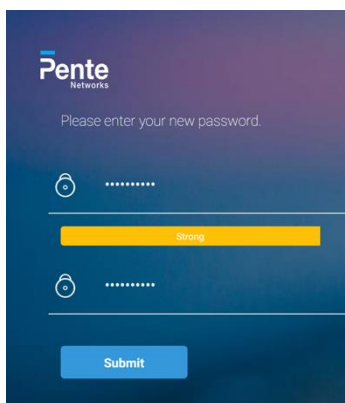 Pente
Networks
Please enter your new password.
••••••••••
Strong
••••••••••
Submit